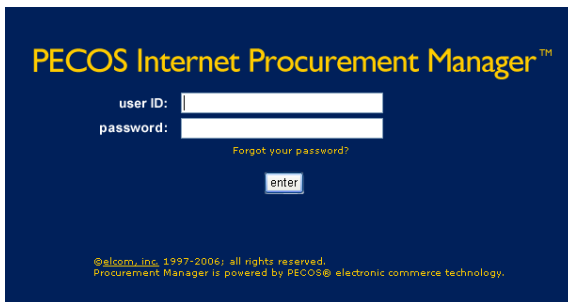 PECOS Internet Procurement Manager™
user ID:
password:
Forgot your password?
enter
©elcom, inc. 1997-2006; all rights reserved.
Procurement Manager is powered by PECOS® electronic commerce technology.